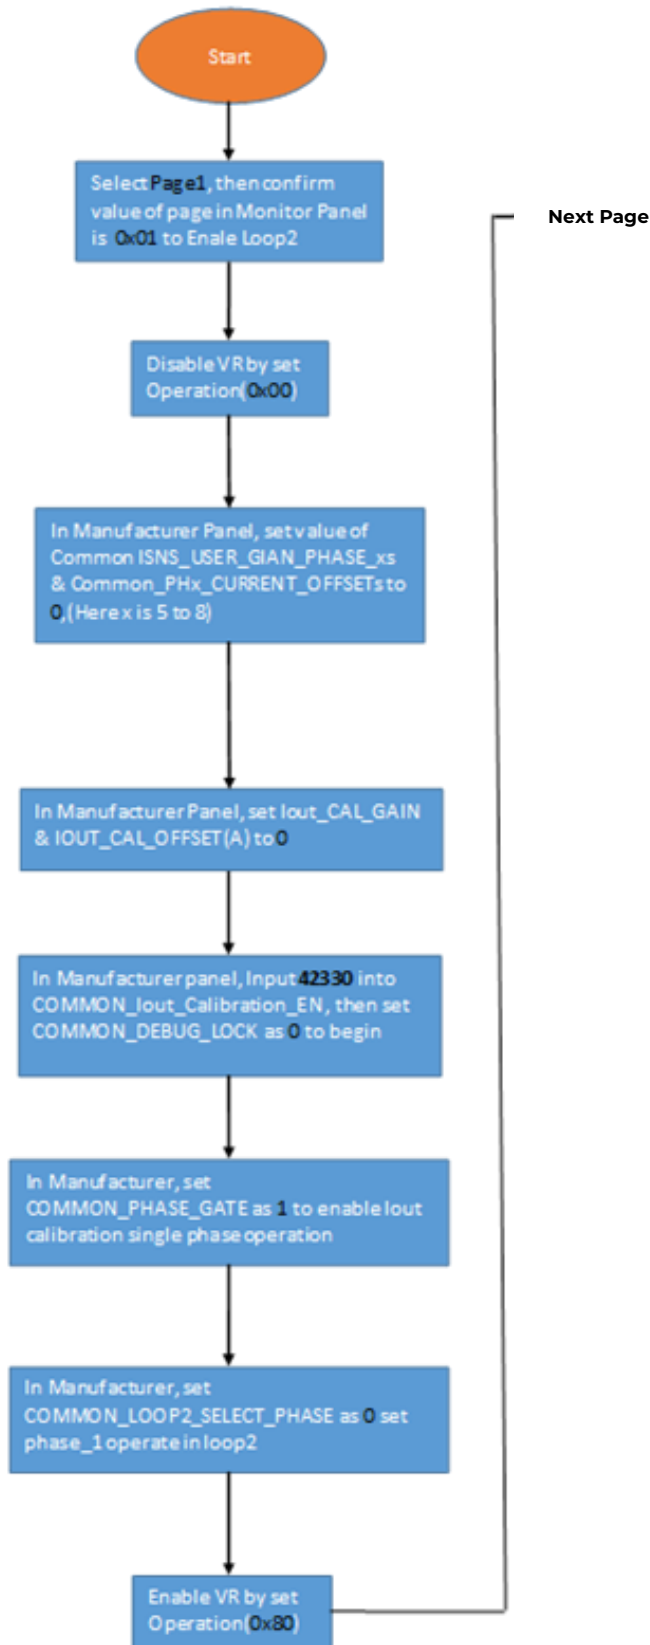 Start
Select Page1, then confirm
value of page in Monitor Panel
is 0x01 to Enale Loop2
Disable VR by set
Operation(0x00)
In Manufacturer Panel, set value of
Common ISNS_USER_GIAN_PHASE_xs
& Common_PHx_CURRENT_OFFSETs to
0,(Here x is 5 to 8)
In Manufacturer Panel, set Iout_CAL_GAIN
& IOUT_CAL_OFFSET(A) to 0
In Manufacturer panel, Input 42330 into
COMMON_Iout_Calibration_EN, then set
COMMON_DEBUG_LOCK as 0 to begin
In Manufacturer, set
COMMON_PHASE_GATE as 1 to enable Iout
calibration single phase operation
In Manufacturer, set
COMMON_LOOP2_SELECT_PHASE as 0 set
phase_1 operate in loop2
Enable VR by set
Operation(0x80)
Next Page